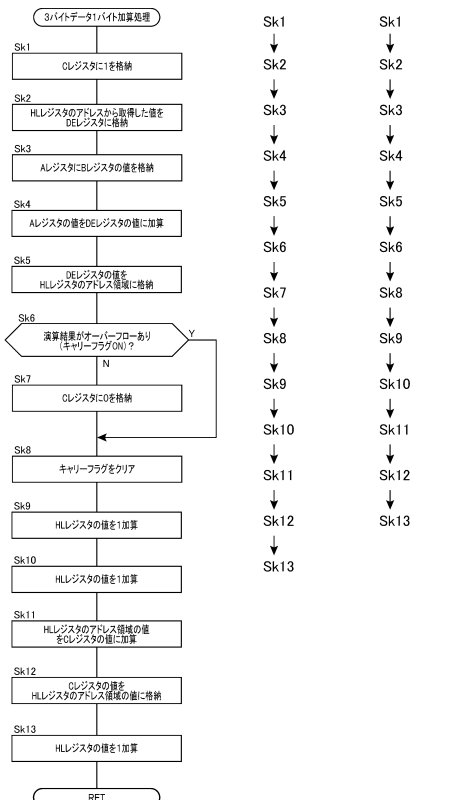 3バイトデータ1バイト加算処理
Sk1
Cレジスタに1を格納
Sk2
HLレジスタのアドレスから取得した値を
DEレジスタに格納
Sk3
AレジスタにBレジスタの値を格納
Sk4
Aレジスタの値をDEレジスタの値に加算
Sk5
DEレジスタの値を
HLレジスタのアドレス領域に格納
Sk6
演算結果がオーバーフローあり
(キャリーフラグON)?
Y
N
Sk7
Cレジスタに0を格納
Sk8
キャリーフラグをクリア
Sk9
HLレジスタの値を1加算
Sk10
HLレジスタの値を1加算
Sk11
HLレジスタのアドレス領域の値
をCレジスタの値に加算
Sk12
Cレジスタの値を
HLレジスタのアドレス領域の値に格納
Sk13
HLレジスタの値を1加算
RET
Sk1
Sk2
Sk3
Sk4
Sk5
Sk6
Sk7
Sk8
Sk9
Sk10
Sk11
Sk12
Sk13
Sk1
Sk2
Sk3
Sk4
Sk5
Sk6
Sk8
Sk9
Sk10
Sk11
Sk12
Sk13